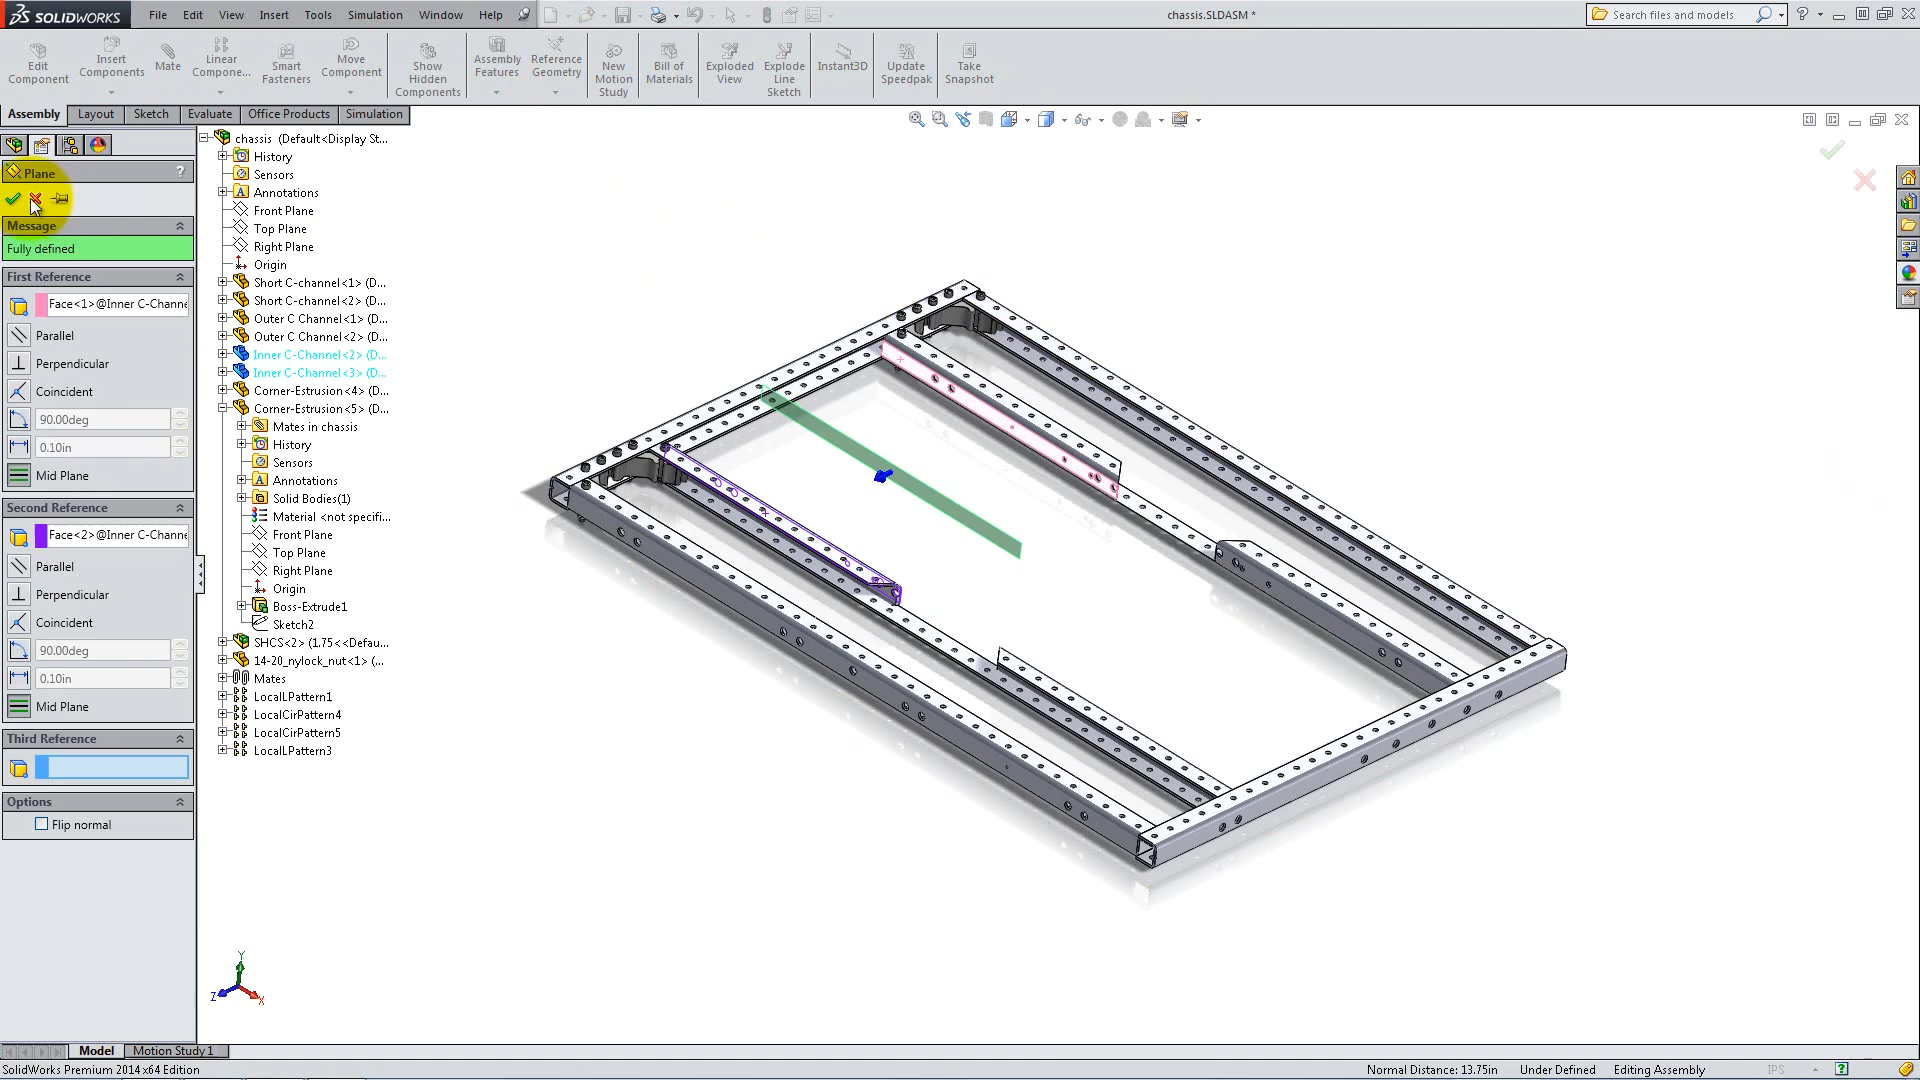 SOLIDWORKS File Edit View Insert Tools Simulation Window Help chassis.SLDASM * Search files and models
Edit Component
Insert Components
Mate
Linear Compone...
Smart Fasteners
Move Component
Show Hidden Components
Assembly Features
Reference Geometry
New Motion Study
Bill of Materials
Exploded View
Explode Line Sketch
Instant3D
Update Speedpak
Take Snapshot
Assembly Layout Sketch Evaluate Office Products Simulation
Plane ?
Message
Fully defined
First Reference
Face<1>@Inner C-Channe
Parallel
Perpendicular
Coincident
90.00deg
0.10in
Mid Plane
Second Reference
Face<2>@Inner C-Channe
Parallel
Perpendicular
Coincident
90.00deg
0.10in
Mid Plane
Third Reference
Options
Flip normal
chassis (Default<Display St...
History
Sensors
Annotations
Front Plane
Top Plane
Right Plane
Origin
Short C-channel<1> (D...
Short C-channel<2> (D...
Outer C Channel<1> (D...
Outer C Channel<2> (D...
Inner C-Channel<2> (D...
Inner C-Channel<3> (D...
Corner-Extrusion<4> (D...
Corner-Extrusion<5> (D...
Mates in chassis
History
Sensors
Annotations
Solid Bodies(1)
Material <not specifi...
Front Plane
Top Plane
Right Plane
Origin
Boss-Extrude1
Sketch2
SHCS<2> (1.75<<Defau...
14-20_nylock_nut<1> (...
Mates
LocalLPattern1
LocalCirPattern4
LocalCirPattern5
LocalLPattern3
Y
Z
X
Model Motion Study 1
SolidWorks Premium 2014 x64 Edition Normal Distance: 13.75in Under Defined Editing Assembly IPS